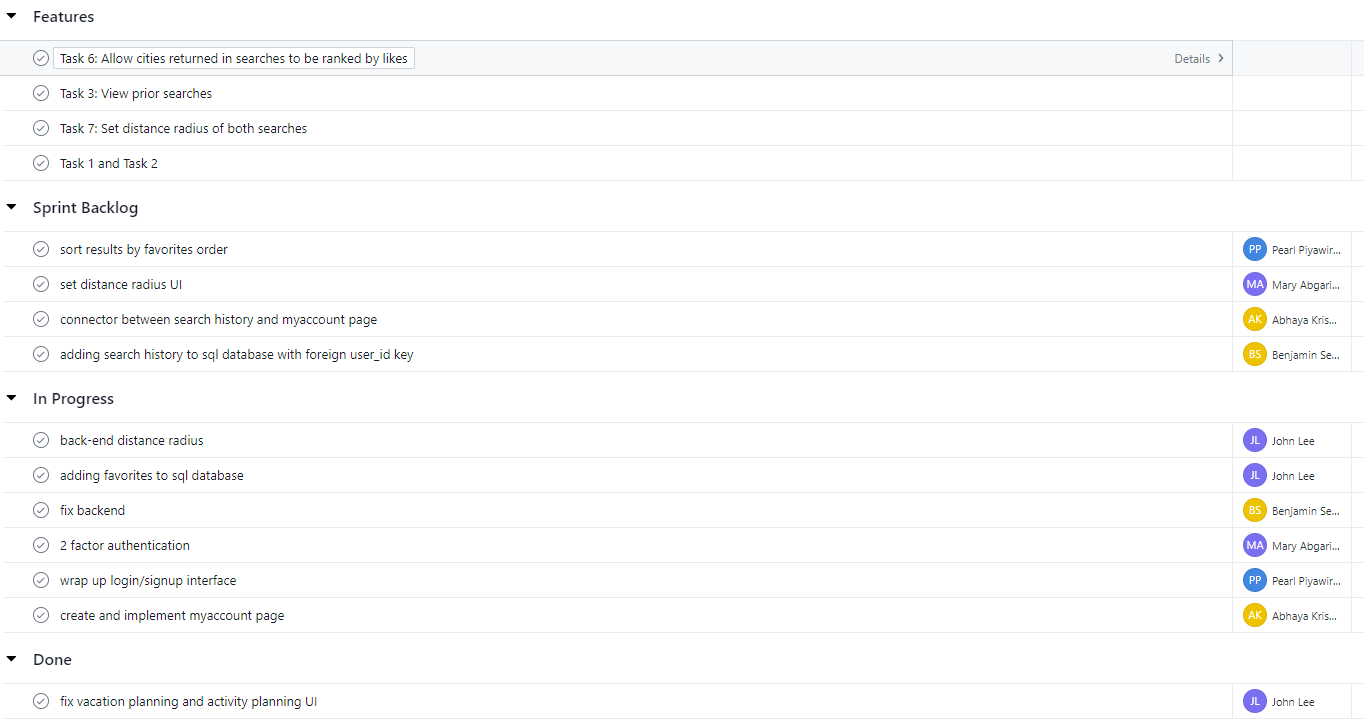 Features
Task 6: Allow cities returned in searches to be ranked by likes Details
Task 3: View prior searches
Task 7: Set distance radius of both searches
Task 1 and Task 2
Sprint Backlog
sort results by favorites order PP Pearl Piyawir...
set distance radius UI MA Mary Abgari...
connector between search history and myaccount page AK Abhaya Kris...
adding search history to sql database with foreign user_id key BS Benjamin Se...
In Progress
back-end distance radius JL John Lee
adding favorites to sql database JL John Lee
fix backend BS Benjamin Se...
2 factor authentication MA Mary Abgari...
wrap up login/signup interface PP Pearl Piyawir...
create and implement myaccount page AK Abhaya Kris...
Done
fix vacation planning and activity planning UI JL John Lee